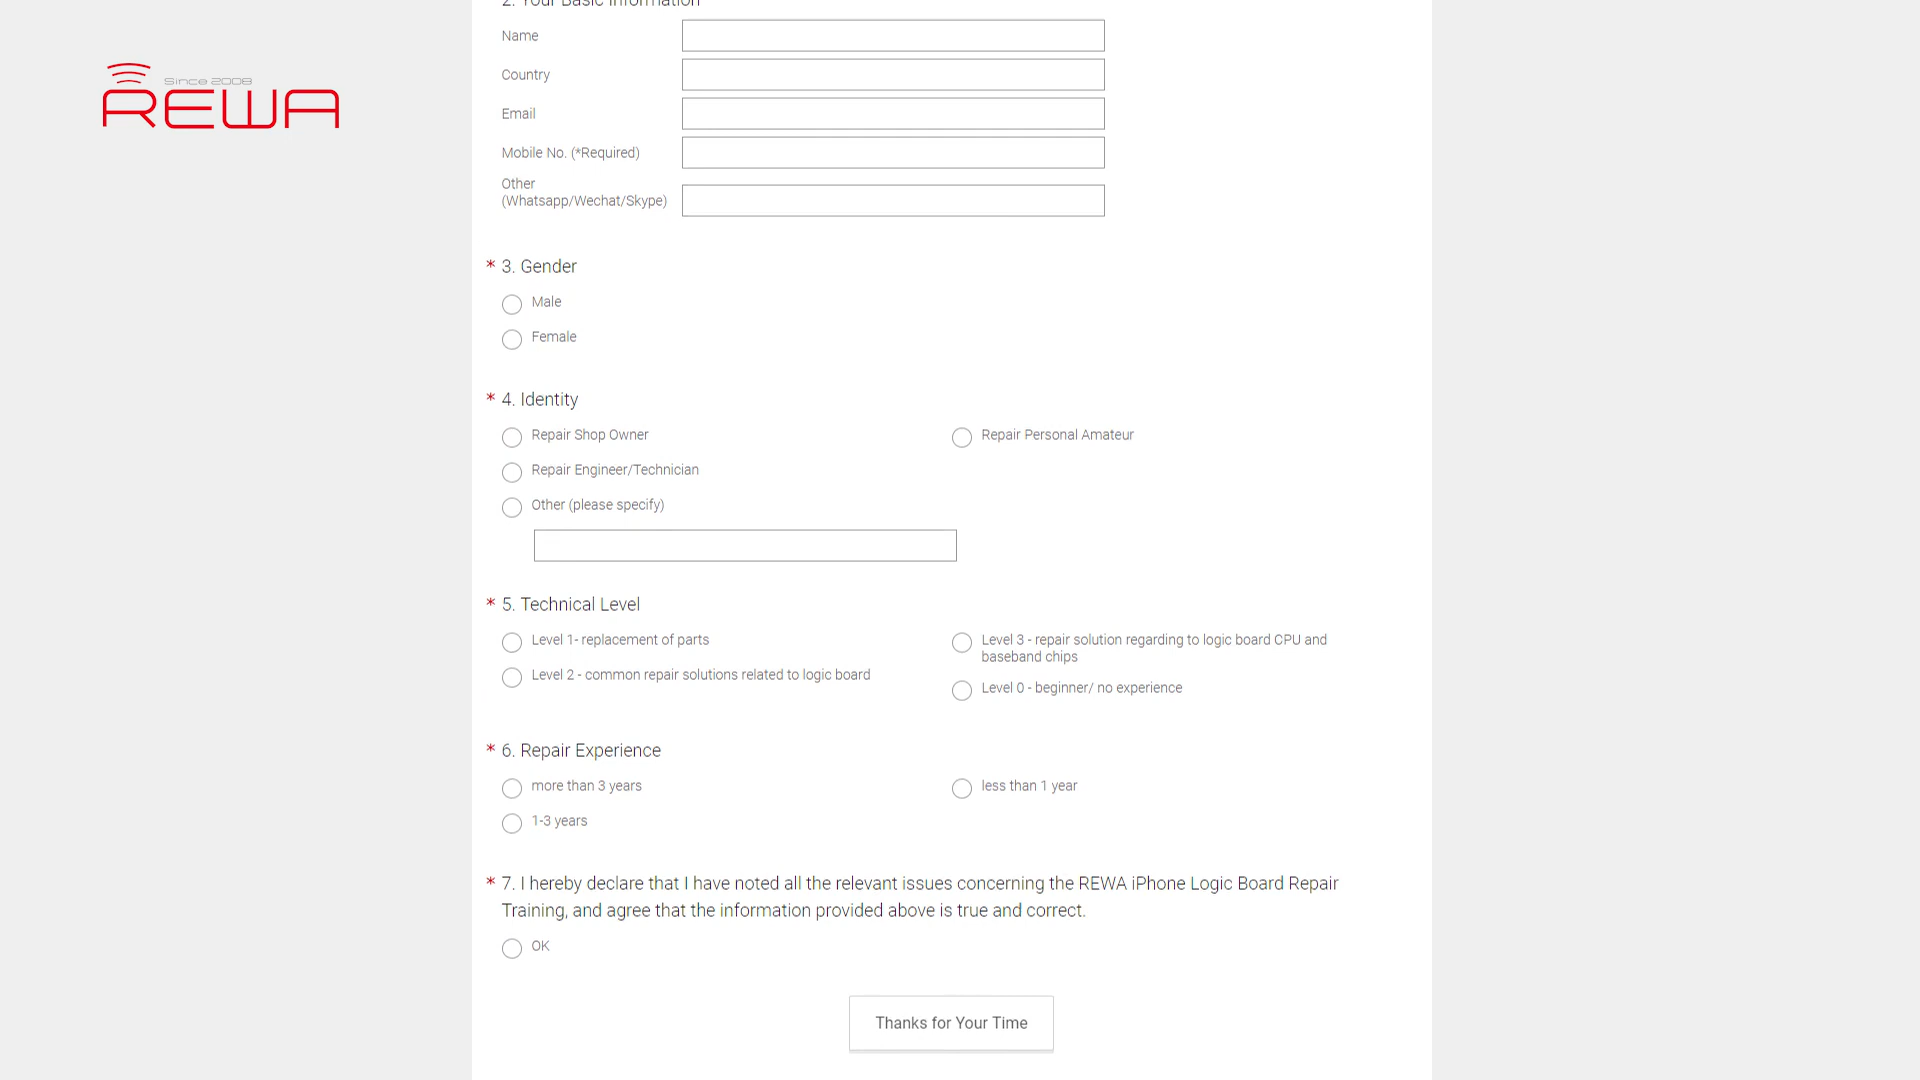 2. Your Basic Information
Since 2008
REWA
Name
Country
Email
Mobile No. (*Required)
Other
(Whatsapp/Wechat/Skype)
* 3. Gender
Male
Female
* 4. Identity
Repair Shop Owner
Repair Personal Amateur
Repair Engineer/Technician
Other (please specify)
* 5. Technical Level
Level 1- replacement of parts
Level 3 - repair solution regarding to logic board CPU and
baseband chips
Level 2 - common repair solutions related to logic board
Level 0 - beginner/ no experience
* 6. Repair Experience
more than 3 years
less than 1 year
1-3 years
* 7. I hereby declare that I have noted all the relevant issues concerning the REWA iPhone Logic Board Repair
Training, and agree that the information provided above is true and correct.
OK
Thanks for Your Time